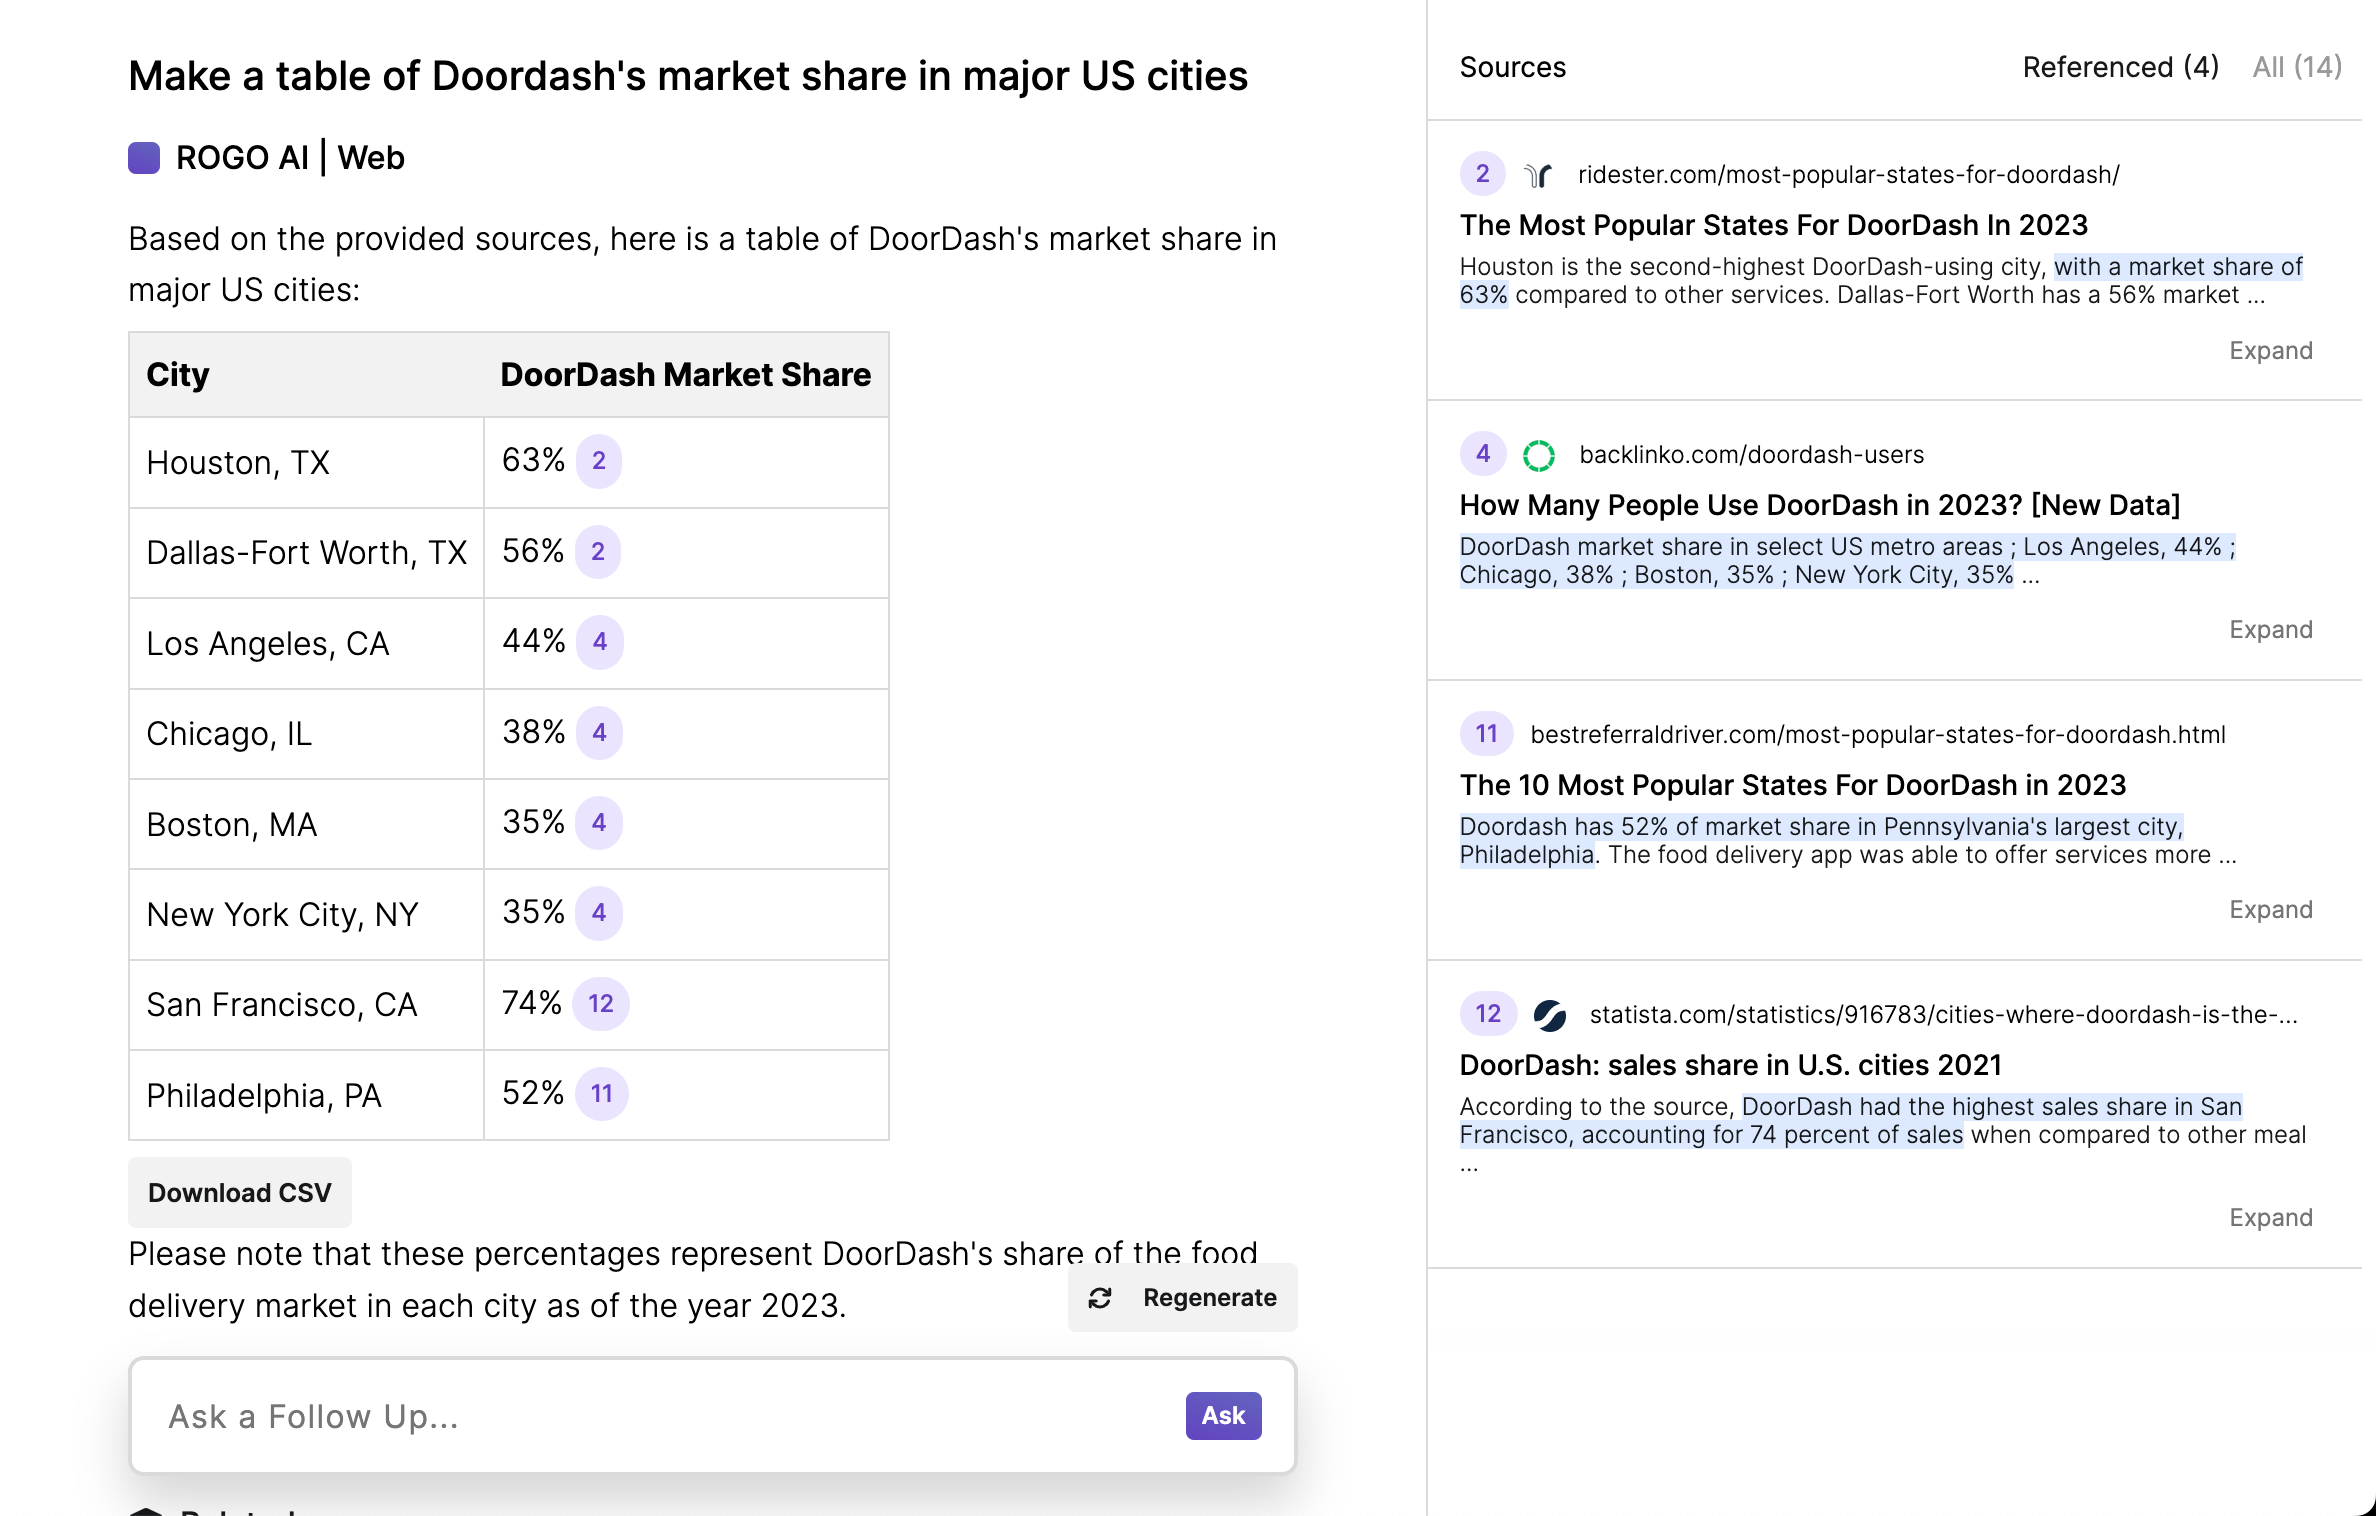 Make a table of Doordash's market share in major US cities
ROGO AI | Web
Based on the provided sources, here is a table of DoorDash's market share in
major US cities:
City DoorDash Market Share
Houston, TX 63% 2
Dallas-Fort Worth, TX 56% 2
Los Angeles, CA 44% 4
Chicago, IL 38% 4
Boston, MA 35% 4
New York City, NY 35% 4
San Francisco, CA 74% 12
Philadelphia, PA 52% 11
Download CSV
Please note that these percentages represent DoorDash's share of the food
delivery market in each city as of the year 2023.
Regenerate
Ask a Follow Up...
Ask
Sources
Referenced (4) All (14)
2 ridester.com/most-popular-states-for-doordash/
The Most Popular States For DoorDash In 2023
Houston is the second-highest DoorDash-using city, with a market share of
63% compared to other services. Dallas-Fort Worth has a 56% market ...
Expand
4 backlinko.com/doordash-users
How Many People Use DoorDash in 2023? [New Data]
DoorDash market share in select US metro areas ; Los Angeles, 44% ;
Chicago, 38% ; Boston, 35% ; New York City, 35% ...
Expand
11 bestreferraldriver.com/most-popular-states-for-doordash.html
The 10 Most Popular States For DoorDash in 2023
Doordash has 52% of market share in Pennsylvania's largest city,
Philadelphia. The food delivery app was able to offer services more ...
Expand
12 statista.com/statistics/916783/cities-where-doordash-is-the-...
DoorDash: sales share in U.S. cities 2021
According to the source, DoorDash had the highest sales share in San
Francisco, accounting for 74 percent of sales when compared to other meal
...
Expand